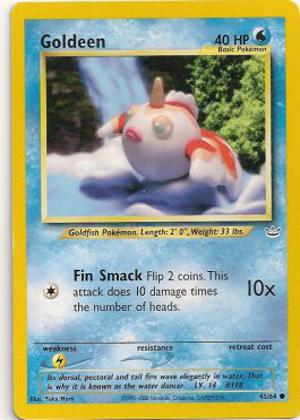 Goldeen
40 HP
Basic Pokémon
Goldfish Pokémon. Length: 2' 0", Weight: 33 lbs.
Fin Smack Flip 2 coins. This
attack does 10 damage times
the number of heads.
10x
weakness resistance retreat cost
Its dorsal, pectoral and tail fins wave elegantly in water. That
is why it is known as the water dancer. LV. 14 #118
Illus. Yuka Morii
45/64